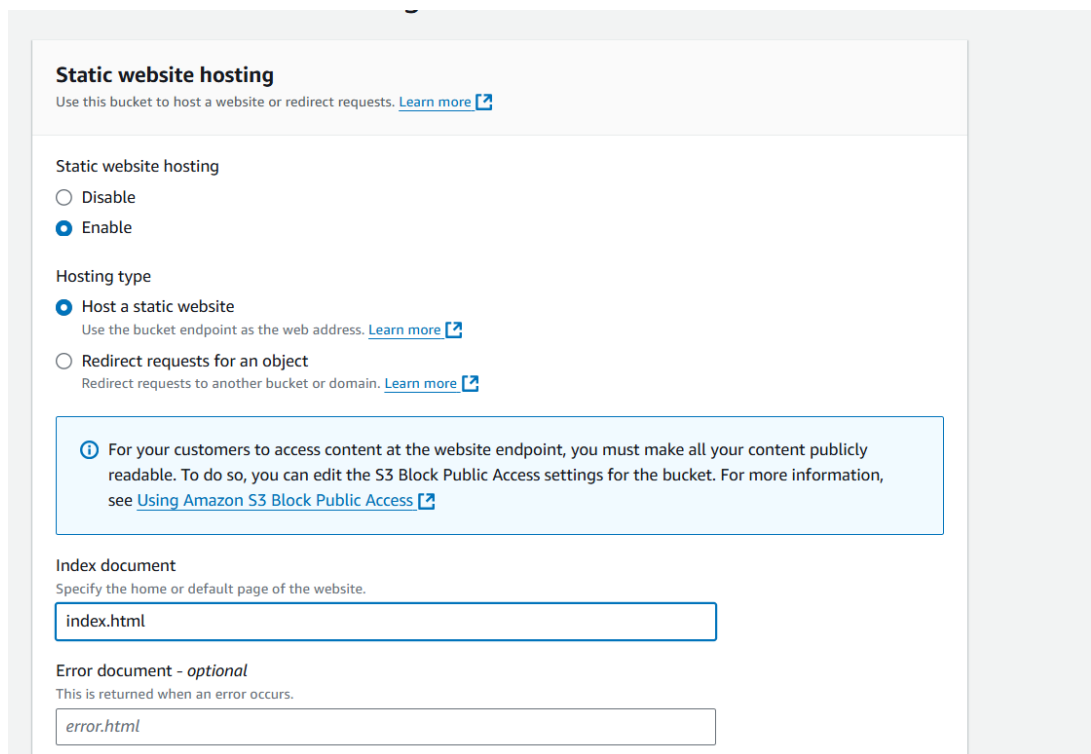 Static website hosting
Use this bucket to host a website or redirect requests. Learn more
Static website hosting
Disable
Enable
Hosting type
Host a static website
Use the bucket endpoint as the web address. Learn more
Redirect requests for an object
Redirect requests to another bucket or domain. Learn more
For your customers to access content at the website endpoint, you must make all your content publicly
readable. To do so, you can edit the S3 Block Public Access settings for the bucket. For more information,
see Using Amazon S3 Block Public Access
Index document
Specify the home or default page of the website.
index.html
Error document - optional
This is returned when an error occurs.
error.html